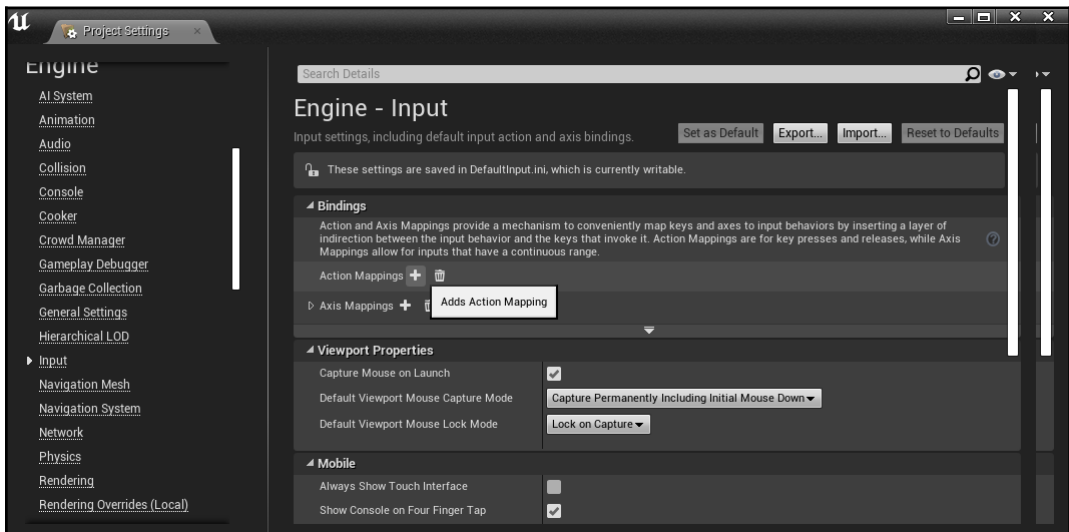 Project Settings
Engine
AI System
Animation
Audio
Collision
Console
Cooker
Crowd Manager
Gameplay Debugger
Garbage Collection
General Settings
Hierarchical LOD
Input
Navigation Mesh
Navigation System
Network
Physics
Rendering
Rendering Overrides (Local)
Search Details
Engine - Input
Input settings, including default input action and axis bindings.
Set as Default
Export...
Import...
Reset to Defaults
These settings are saved in DefaultInput.ini, which is currently writable.
Bindings
Action and Axis Mappings provide a mechanism to conveniently map keys and axes to input behaviors by inserting a layer of
indirection between the input behavior and the keys that invoke it. Action Mappings are for key presses and releases, while Axis
Mappings allow for inputs that have a continuous range.
Action Mappings
Adds Action Mapping
Axis Mappings
Viewport Properties
Capture Mouse on Launch
Default Viewport Mouse Capture Mode
Capture Permanently Including Initial Mouse Down
Default Viewport Mouse Lock Mode
Lock on Capture
Mobile
Always Show Touch Interface
Show Console on Four Finger Tap